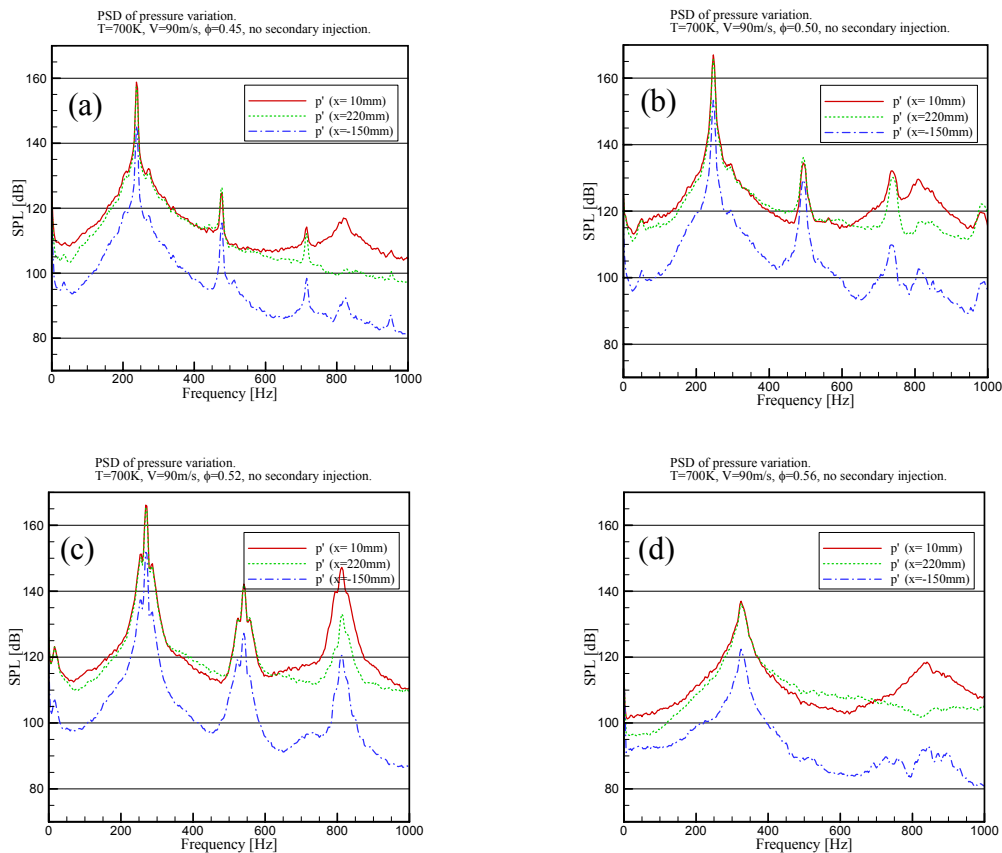 PSD of pressure variation.
T=700K, V=90m/s, ϕ=0.45, no secondary injection.
(a)
p' (x= 10mm)
p' (x=220mm)
p' (x=-150mm)
SPL [dB]
160
140
120
100
80
0 200 400 600 800 1000
Frequency [Hz]
PSD of pressure variation.
T=700K, V=90m/s, ϕ=0.50, no secondary injection.
(b)
p' (x= 10mm)
p' (x=220mm)
p' (x=-150mm)
SPL [dB]
160
140
120
100
80
0 200 400 600 800 1000
Frequency [Hz]
PSD of pressure variation.
T=700K, V=90m/s, ϕ=0.52, no secondary injection.
(c)
p' (x= 10mm)
p' (x=220mm)
p' (x=-150mm)
SPL [dB]
160
140
120
100
80
0 200 400 600 800 1000
Frequency [Hz]
PSD of pressure variation.
T=700K, V=90m/s, ϕ=0.56, no secondary injection.
(d)
p' (x= 10mm)
p' (x=220mm)
p' (x=-150mm)
SPL [dB]
160
140
120
100
80
0 200 400 600 800 1000
Frequency [Hz]